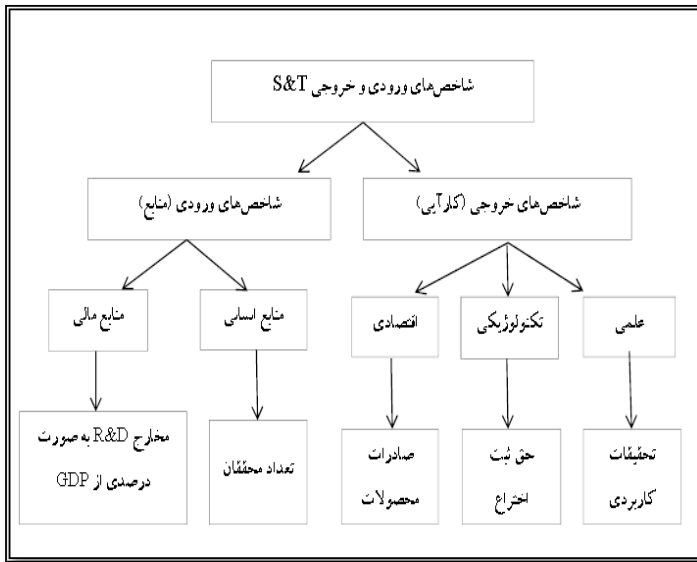 شاخص‌های ورودی و خروجی S&T
شاخص‌های خروجی (کارآیی)
شاخص‌های ورودی (منابع)
علمی
تکنولوژیکی
اقتصادی
منابع انسانی
منابع مالی
تحقیقات
کاربردی
حق ثبت
اختراع
صادرات
محصولات
تعداد محققان
مخارج R&D به صورت
درصدی از GDP